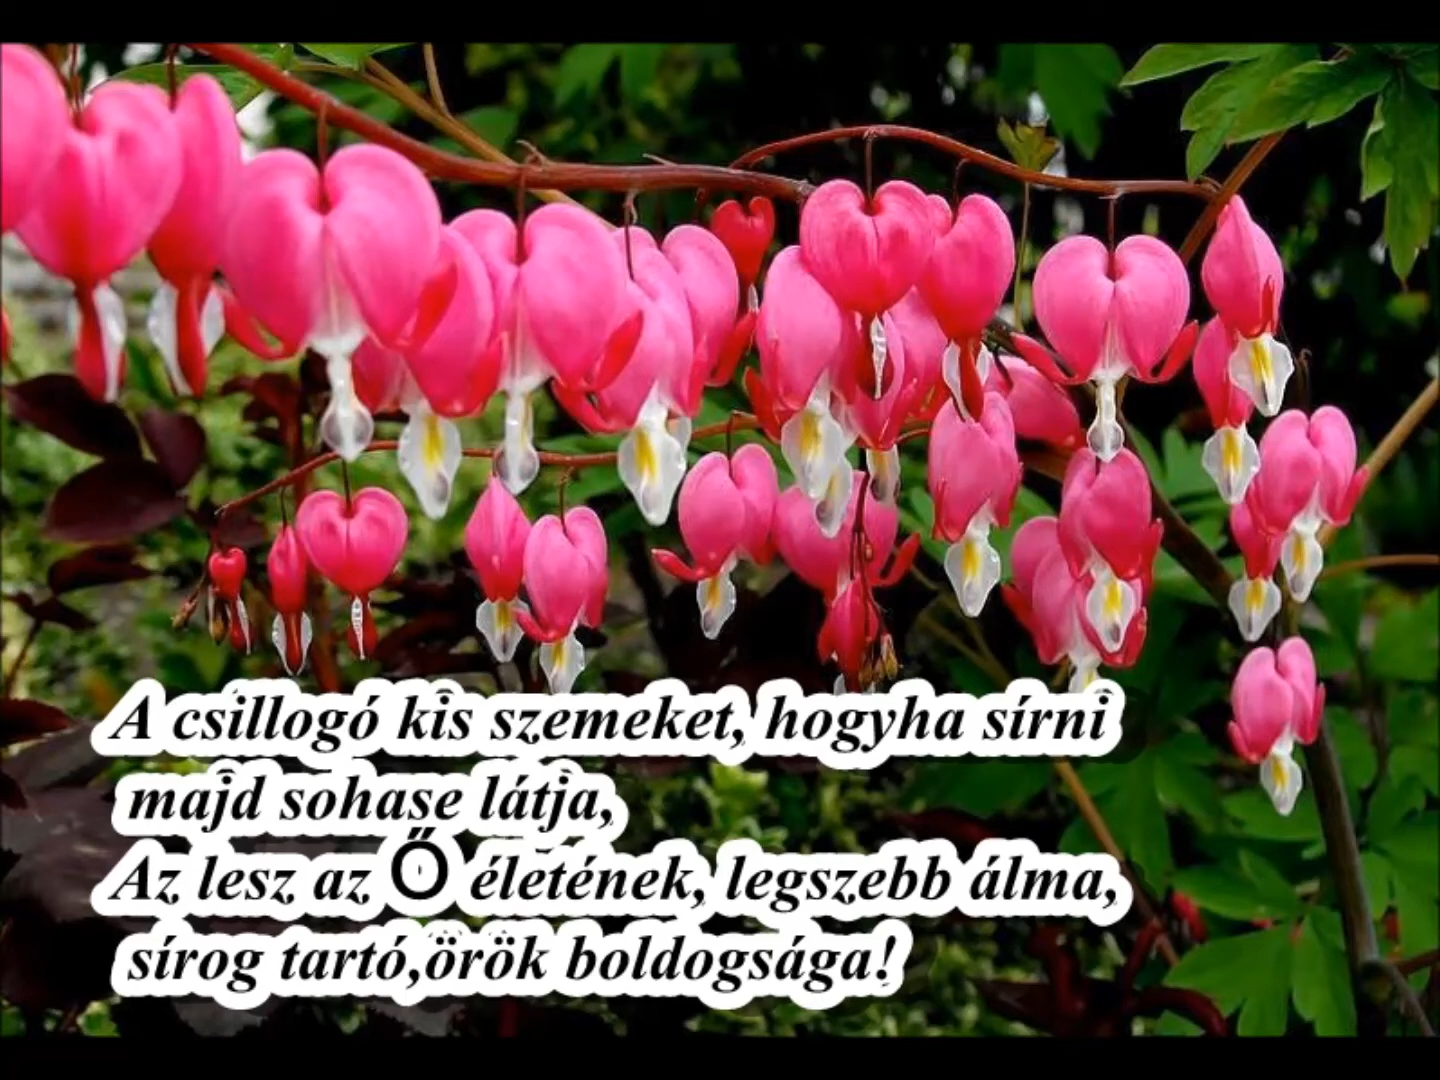 A csillogó kis szemeket, hogyha sírni
majd sohase látja,
Az lesz az Ő életének, legszebb álma,
sírog tartó,örök boldogsága!